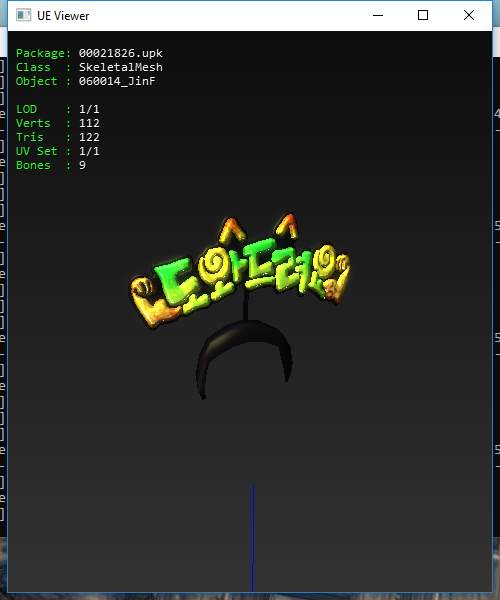 UE Viewer
Package: 00021826.upk
Class : SkeletalMesh
Object : 060014_JinF
LOD : 1/1
Verts : 112
Tris : 122
UV Set : 1/1
Bones : 9
^ ^
도와드려요